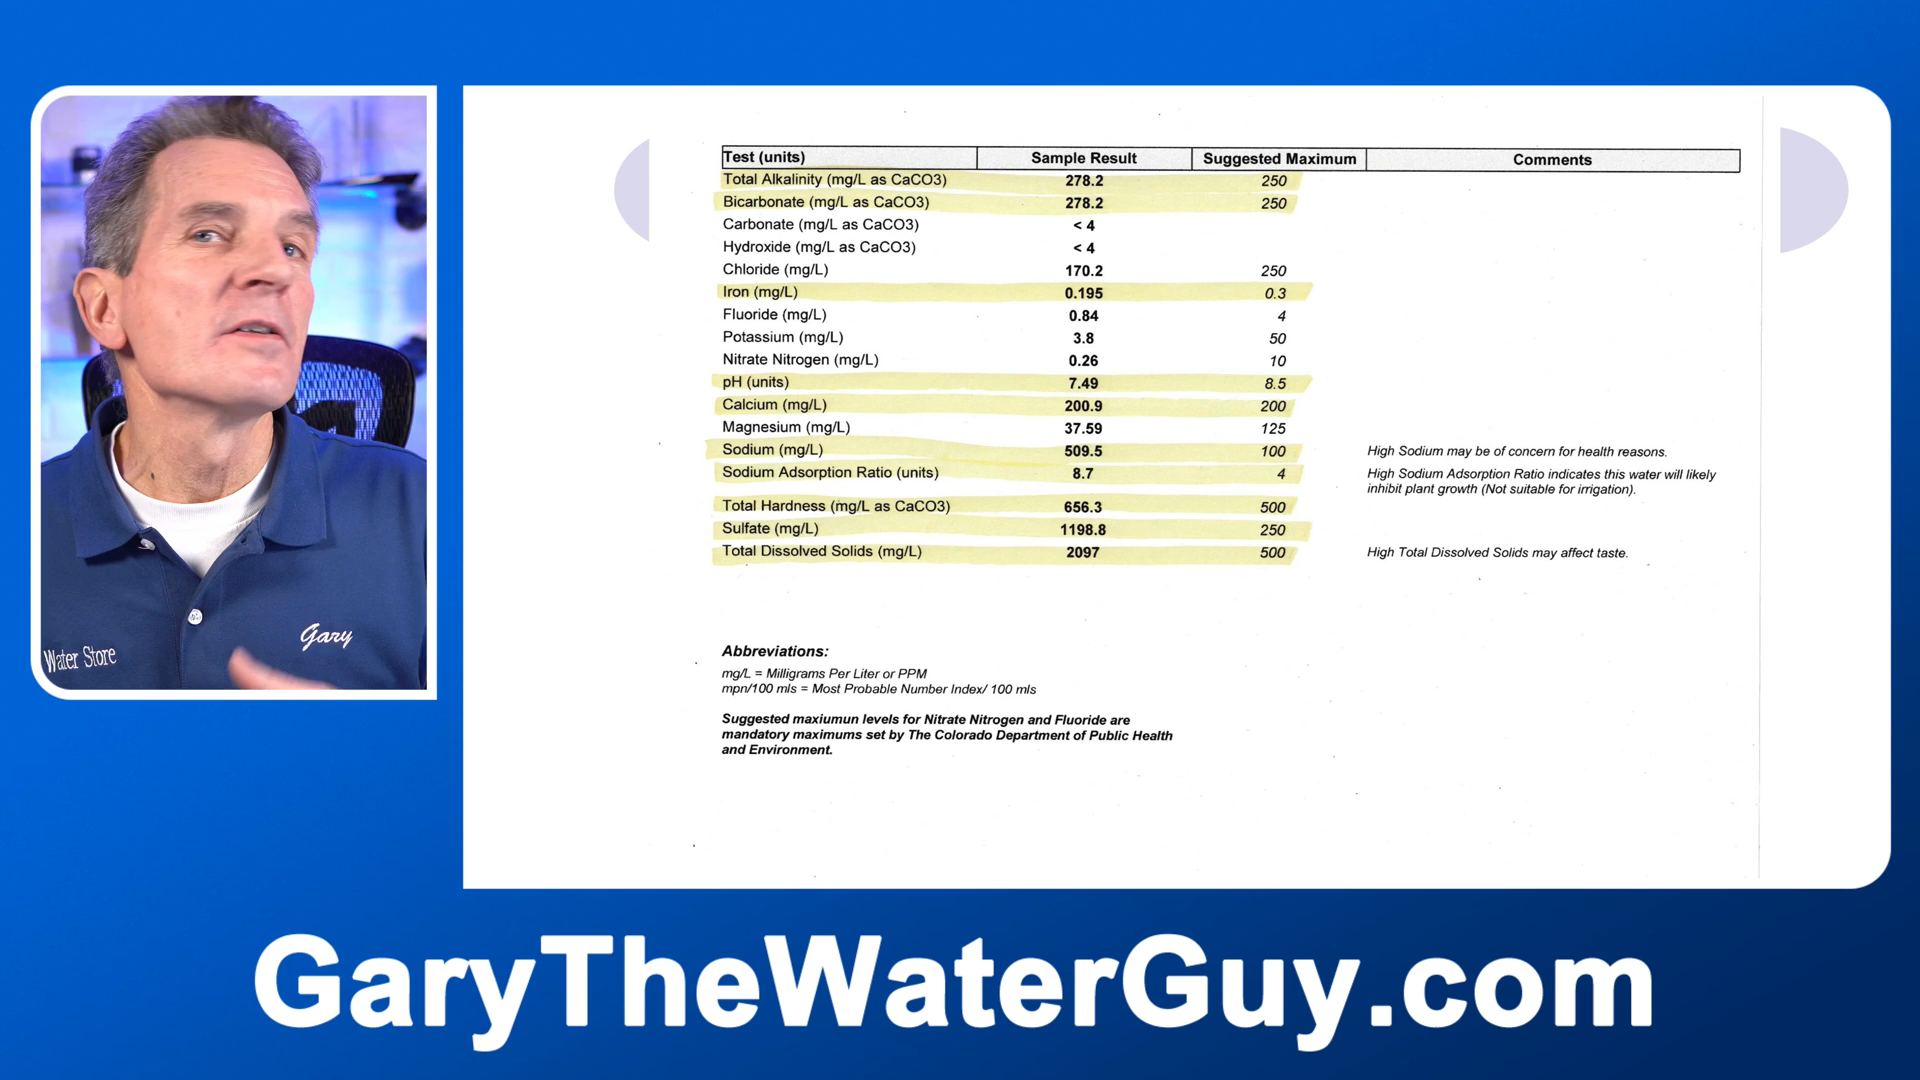 Water Store
Gary
Test (units) Sample Result Suggested Maximum Comments
Total Alkalinity (mg/L as CaCO3) 278.2 250
Bicarbonate (mg/L as CaCO3) 278.2 250
Carbonate (mg/L as CaCO3) < 4
Hydroxide (mg/L as CaCO3) < 4
Chloride (mg/L) 170.2 250
Iron (mg/L) 0.195 0.3
Fluoride (mg/L) 0.84 4
Potassium (mg/L) 3.8 50
Nitrate Nitrogen (mg/L) 0.26 10
pH (units) 7.49 8.5
Calcium (mg/L) 200.9 200
Magnesium (mg/L) 37.59 125
Sodium (mg/L) 509.5 100 High Sodium may be of concern for health reasons.
Sodium Adsorption Ratio (units) 8.7 4 High Sodium Adsorption Ratio indicates this water will likely
inhibit plant growth (Not suitable for irrigation).
Total Hardness (mg/L as CaCO3) 656.3 500
Sulfate (mg/L) 1198.8 250
Total Dissolved Solids (mg/L) 2097 500 High Total Dissolved Solids may affect taste.
Abbreviations:
mg/L = Milligrams Per Liter or PPM
mpn/100 mls = Most Probable Number Index/ 100 mls
Suggested maxiumun levels for Nitrate Nitrogen and Fluoride are
mandatory maximums set by The Colorado Department of Public Health
and Environment.
GaryTheWaterGuy.com